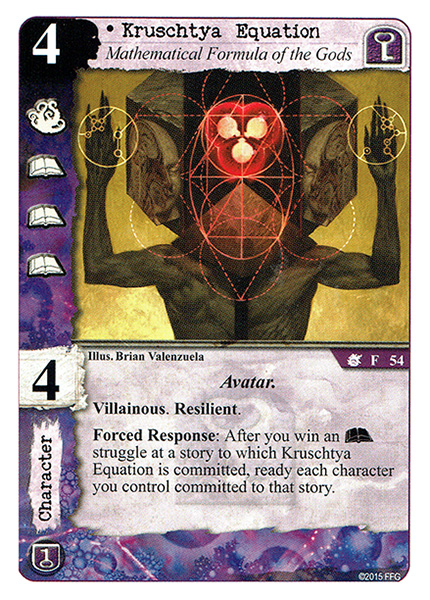 4
• Kruschtya Equation
Mathematical Formula of the Gods
Illus. Brian Valenzuela
F 54
4
Avatar.
Villainous. Resilient.
Forced Response: After you win an
struggle at a story to which Kruschtya
Equation is committed, ready each character
you control committed to that story.
Character
1
©2015 FFG